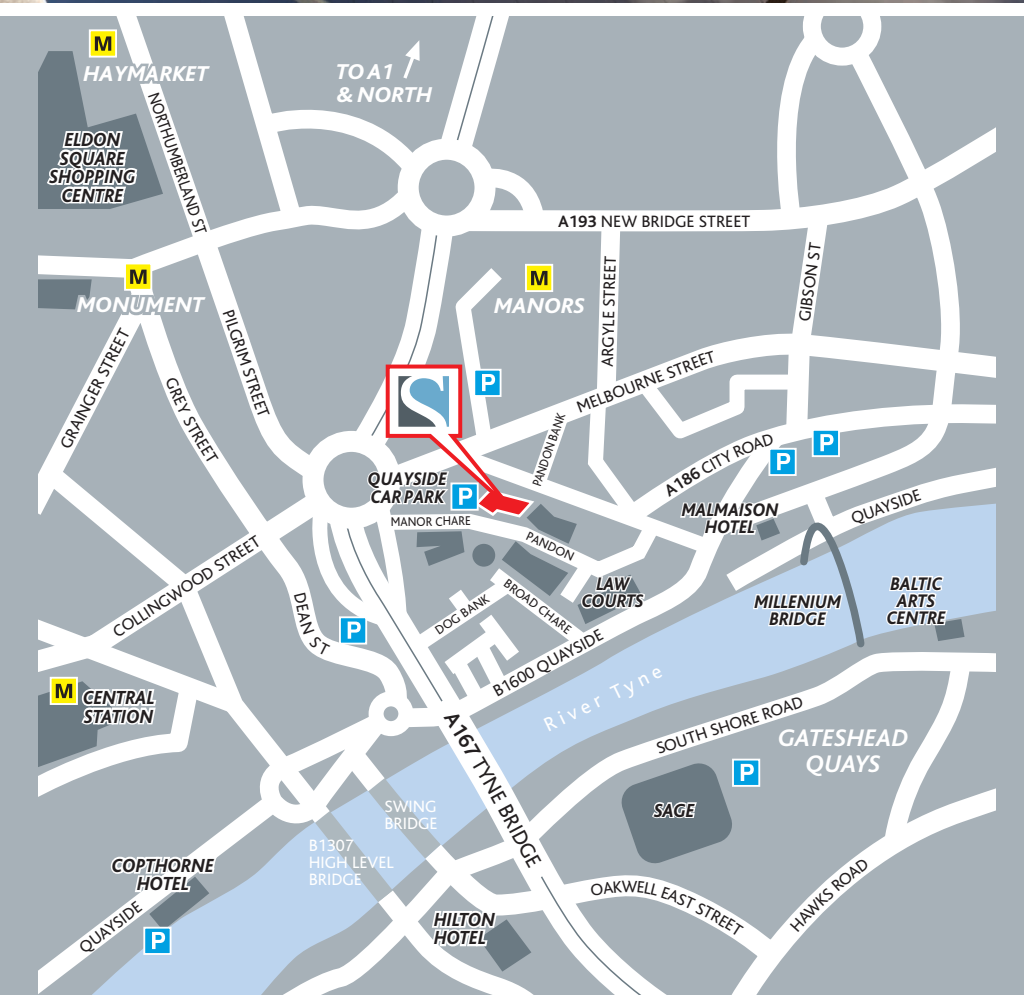 M
HAYMARKET
TO A1
& NORTH
NORTHUMBERLAND ST
ELDON
SQUARE
SHOPPING
CENTRE
A193 NEW BRIDGE STREET
M
MONUMENT
M
MANORS
ARGYLE STREET
GIBSON ST
PILGRIM STREET
GRAINGER STREET
GREY STREET
P
S
MELBOURNE STREET
PANDON BANK
A186 CITY ROAD
P
P
QUAYSIDE
CAR PARK
P
MANOR CHARE
PANDON
MALMAISON
HOTEL
QUAYSIDE
COLLINGWOOD STREET
DEAN ST
P
DOG BANK
BROAD CHARE
LAW
COURTS
MILLENIUM
BRIDGE
BALTIC
ARTS
CENTRE
B1600 QUAYSIDE
M
CENTRAL
STATION
River Tyne
A167 TYNE BRIDGE
SOUTH SHORE ROAD
GATESHEAD
QUAYS
P
SAGE
SWING
BRIDGE
B1307
HIGH LEVEL
BRIDGE
COPTHORNE
HOTEL
QUAYSIDE
P
HILTON
HOTEL
OAKWELL EAST STREET
HAWKS ROAD